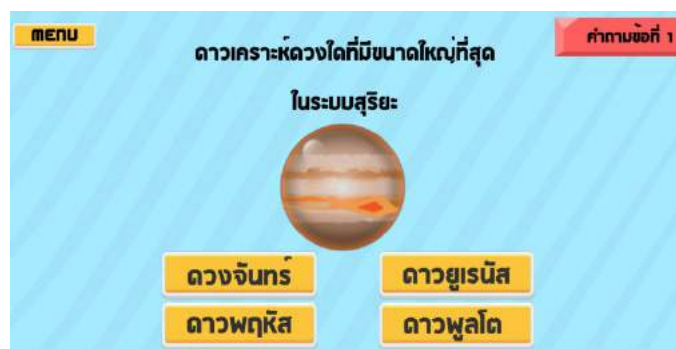 MENU
คำถามข้อที่ 1
ดาวเคราะห์ดวงใดที่มีขนาดใหญ่ที่สุด
ในระบบสุริยะ
ดวงจันทร์
ดาวยูเรนัส
ดาวพฤหัส
ดาวพูลโต